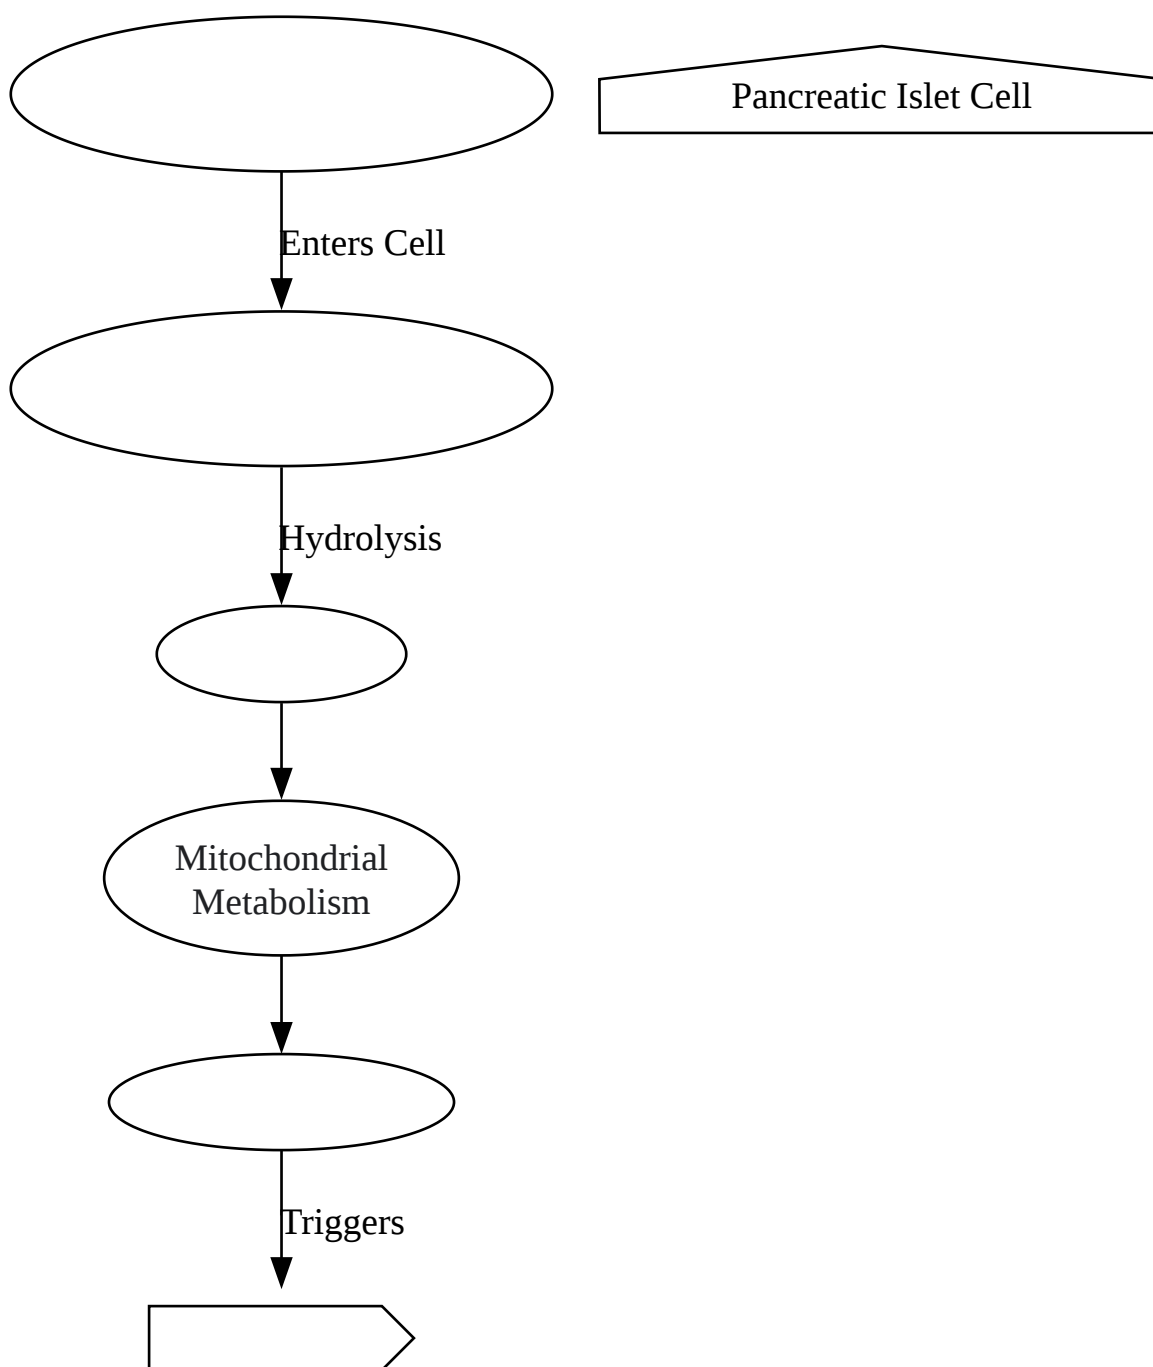 Pancreatic Islet Cell
Enters Cell
Hydrolysis
Mitochondrial
Metabolism
Triggers